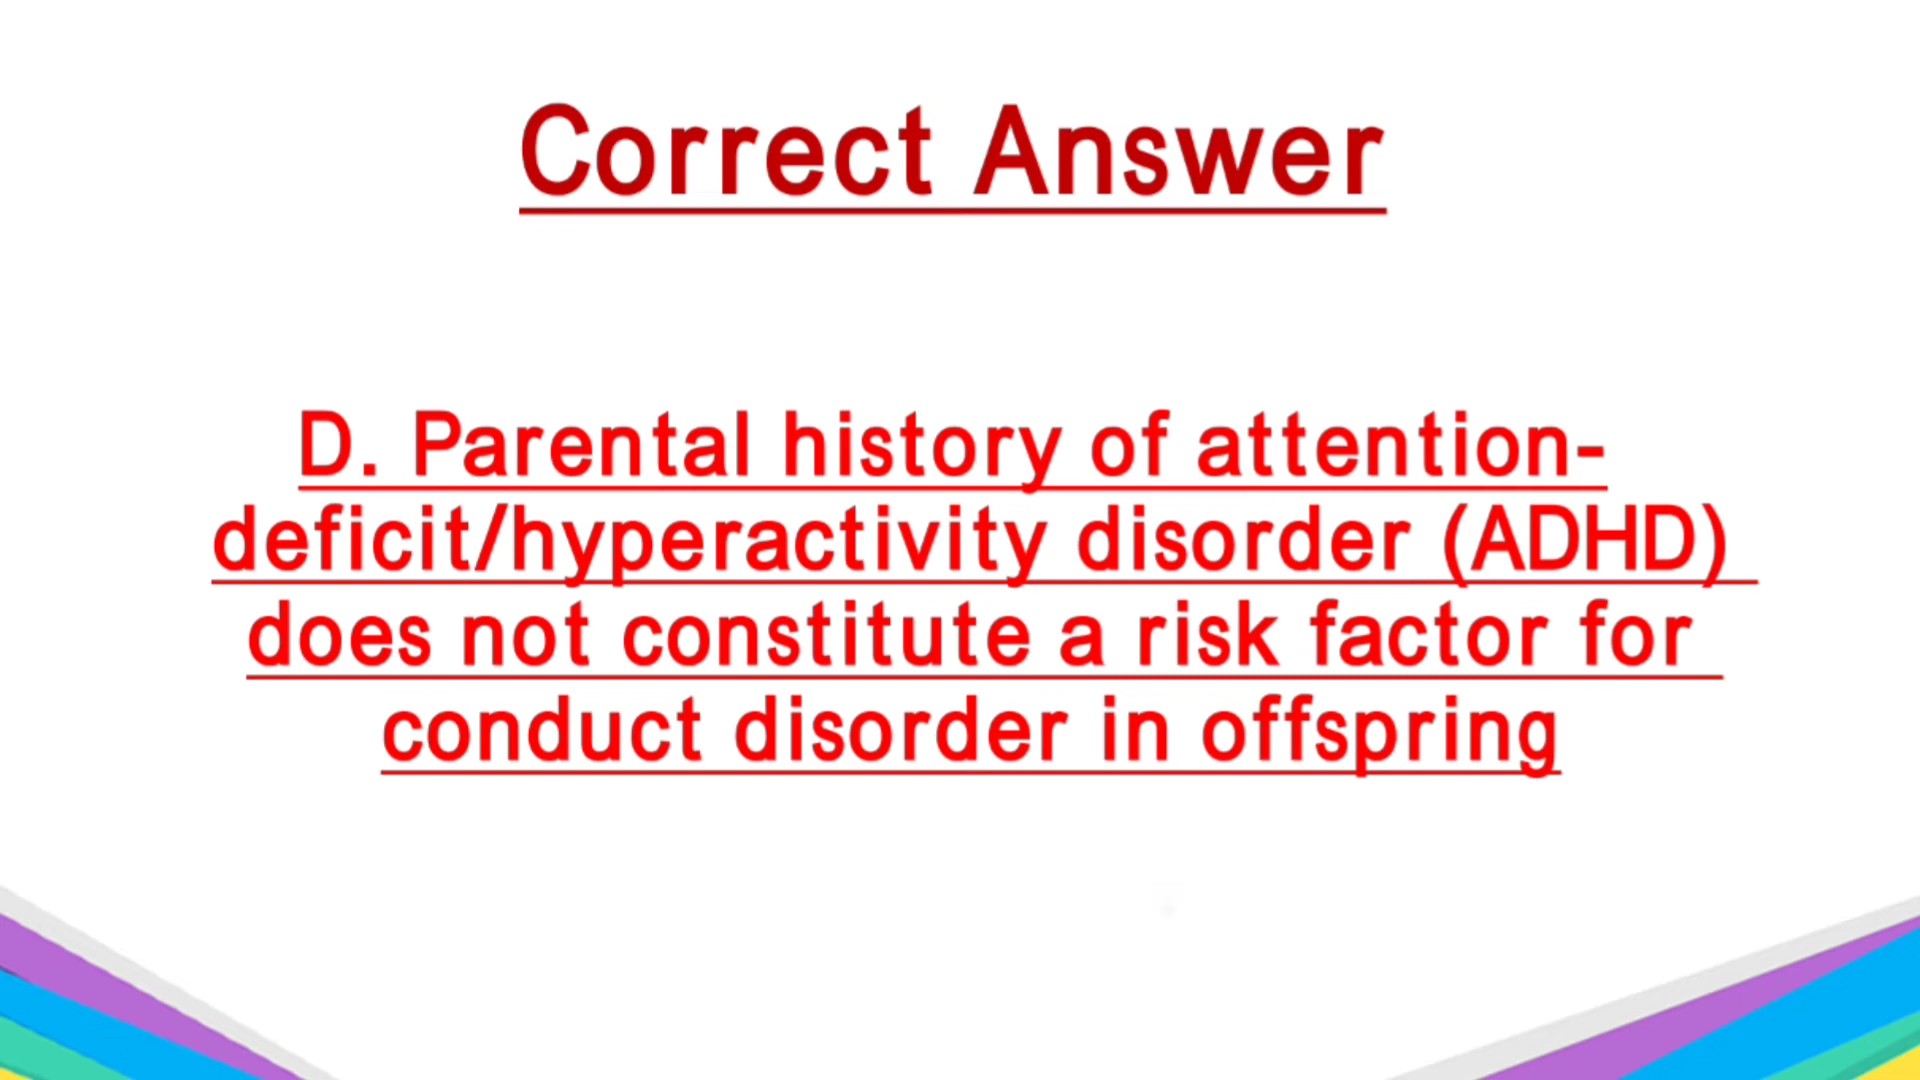 Correct Answer
D. Parental history of attention-
deficit/hyperactivity disorder (ADHD)
does not constitute a risk factor for
conduct disorder in offspring